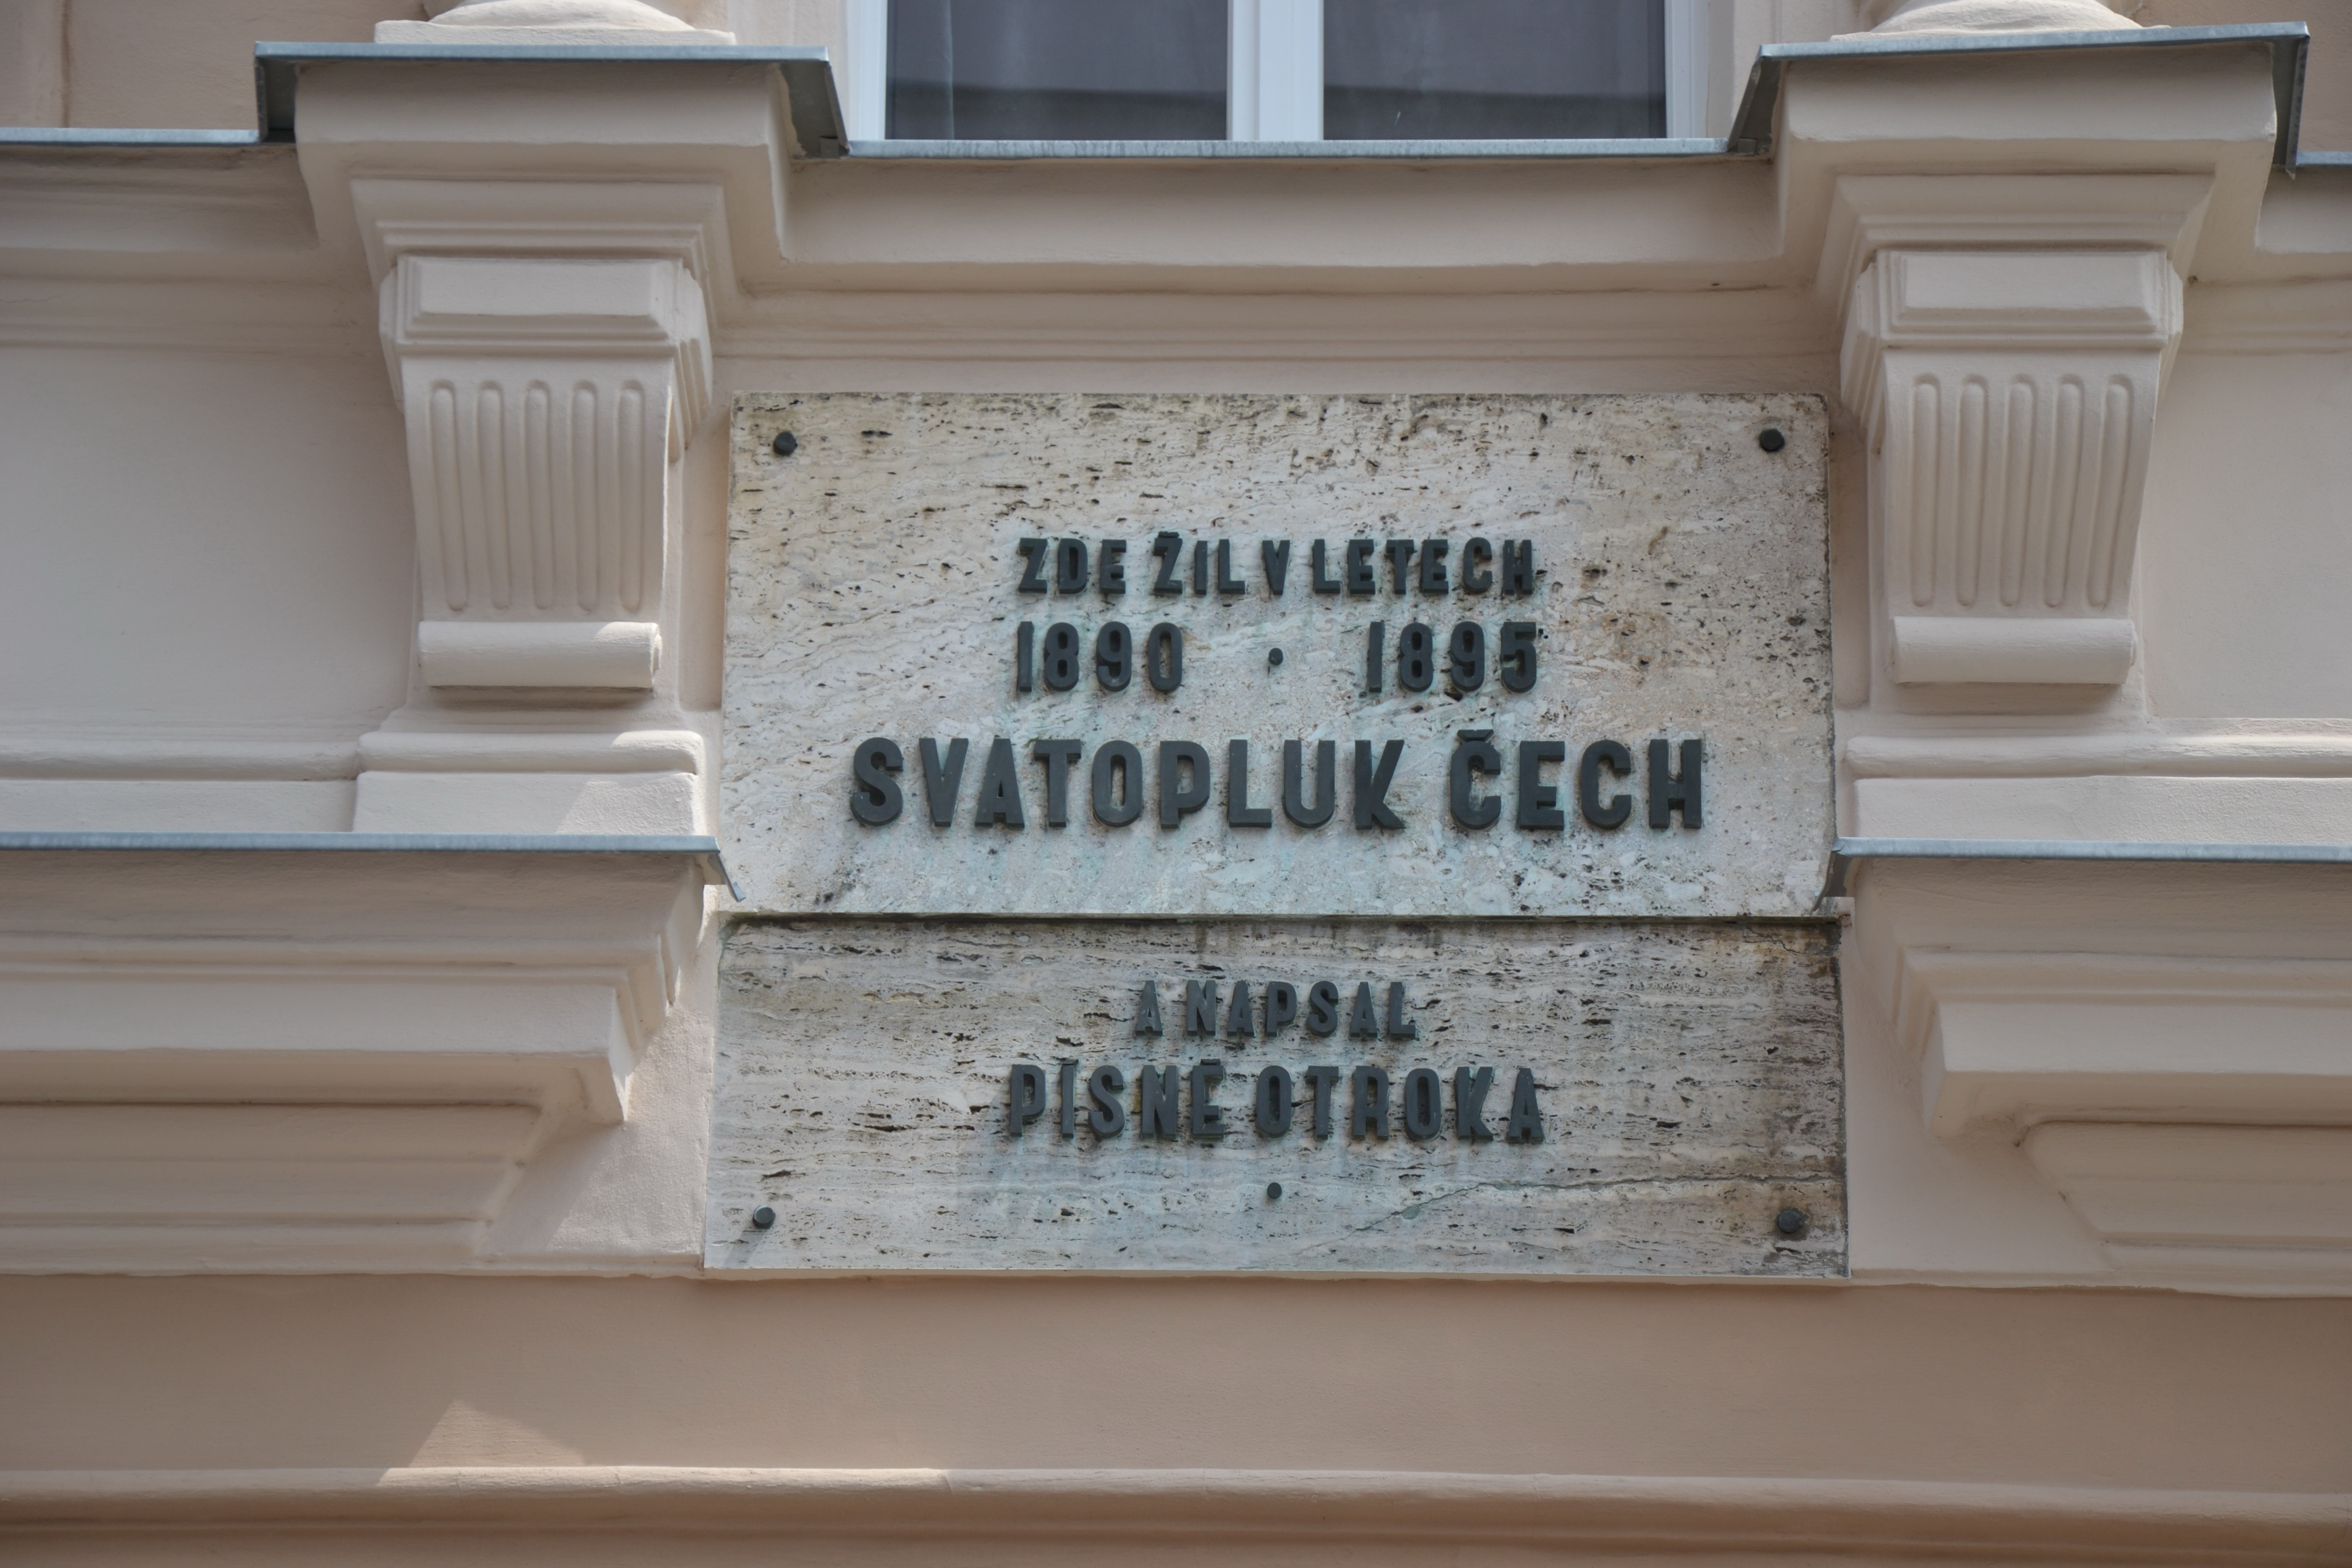 ZDE ŽIL V LETECH
1890 · 1895
SVATOPLUK ČECH
A NAPSAL
PÍSNĚ OTROKA